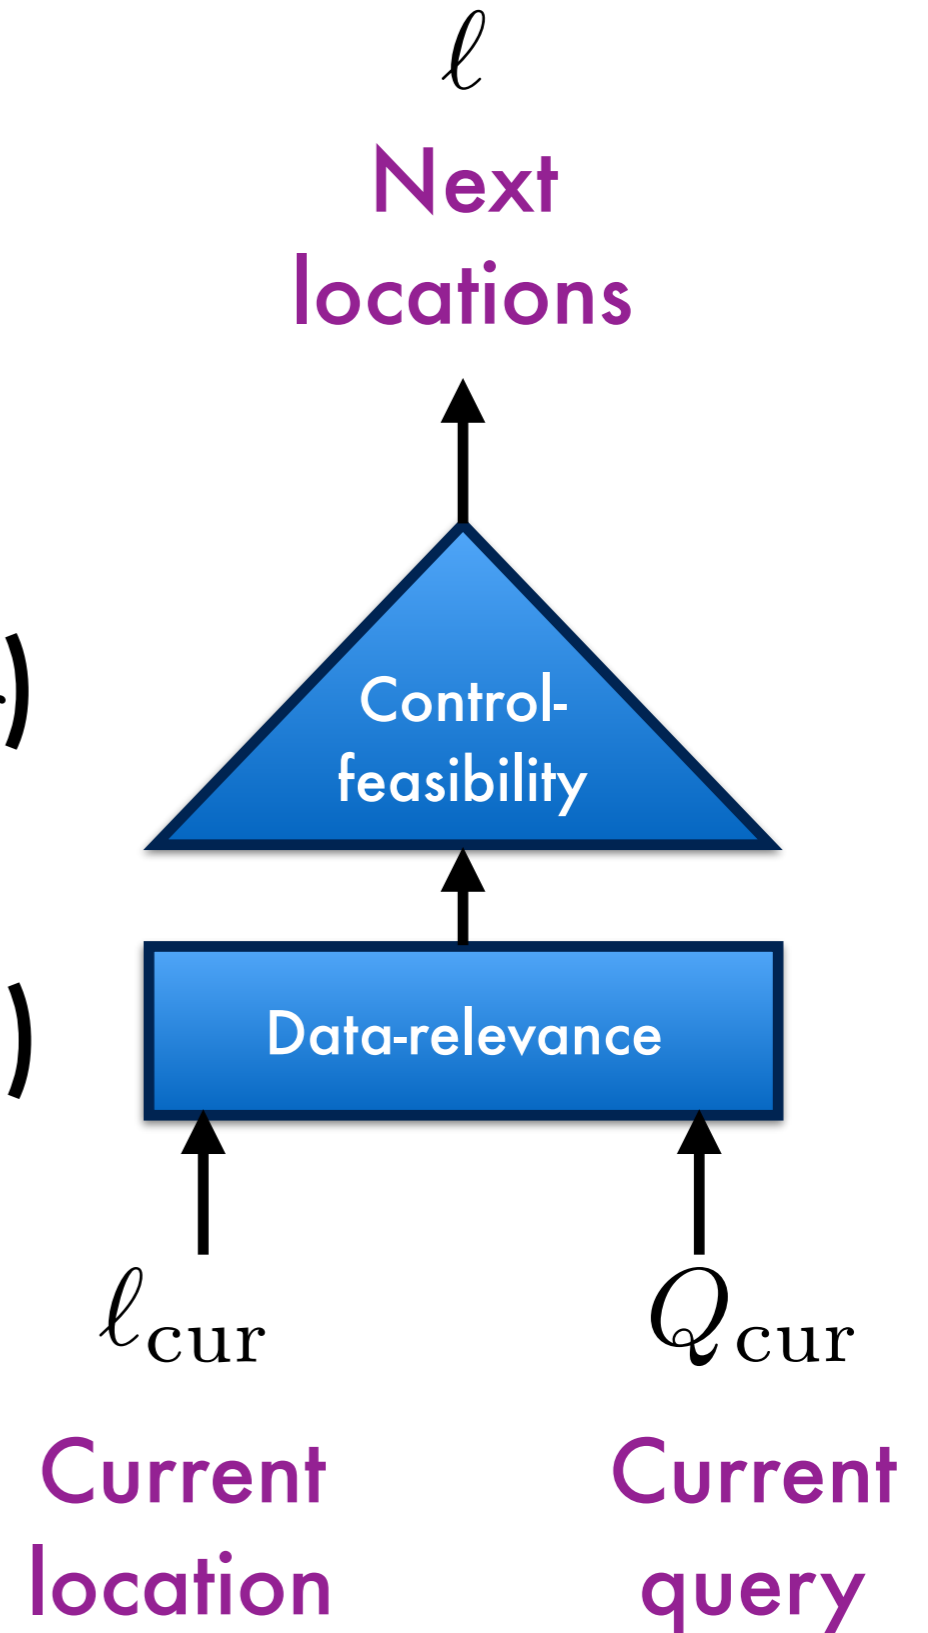 ℓ
Next
locations
)
Control-
feasibility
)
Data-relevance
ℓcur Qcur
Current Current
location query